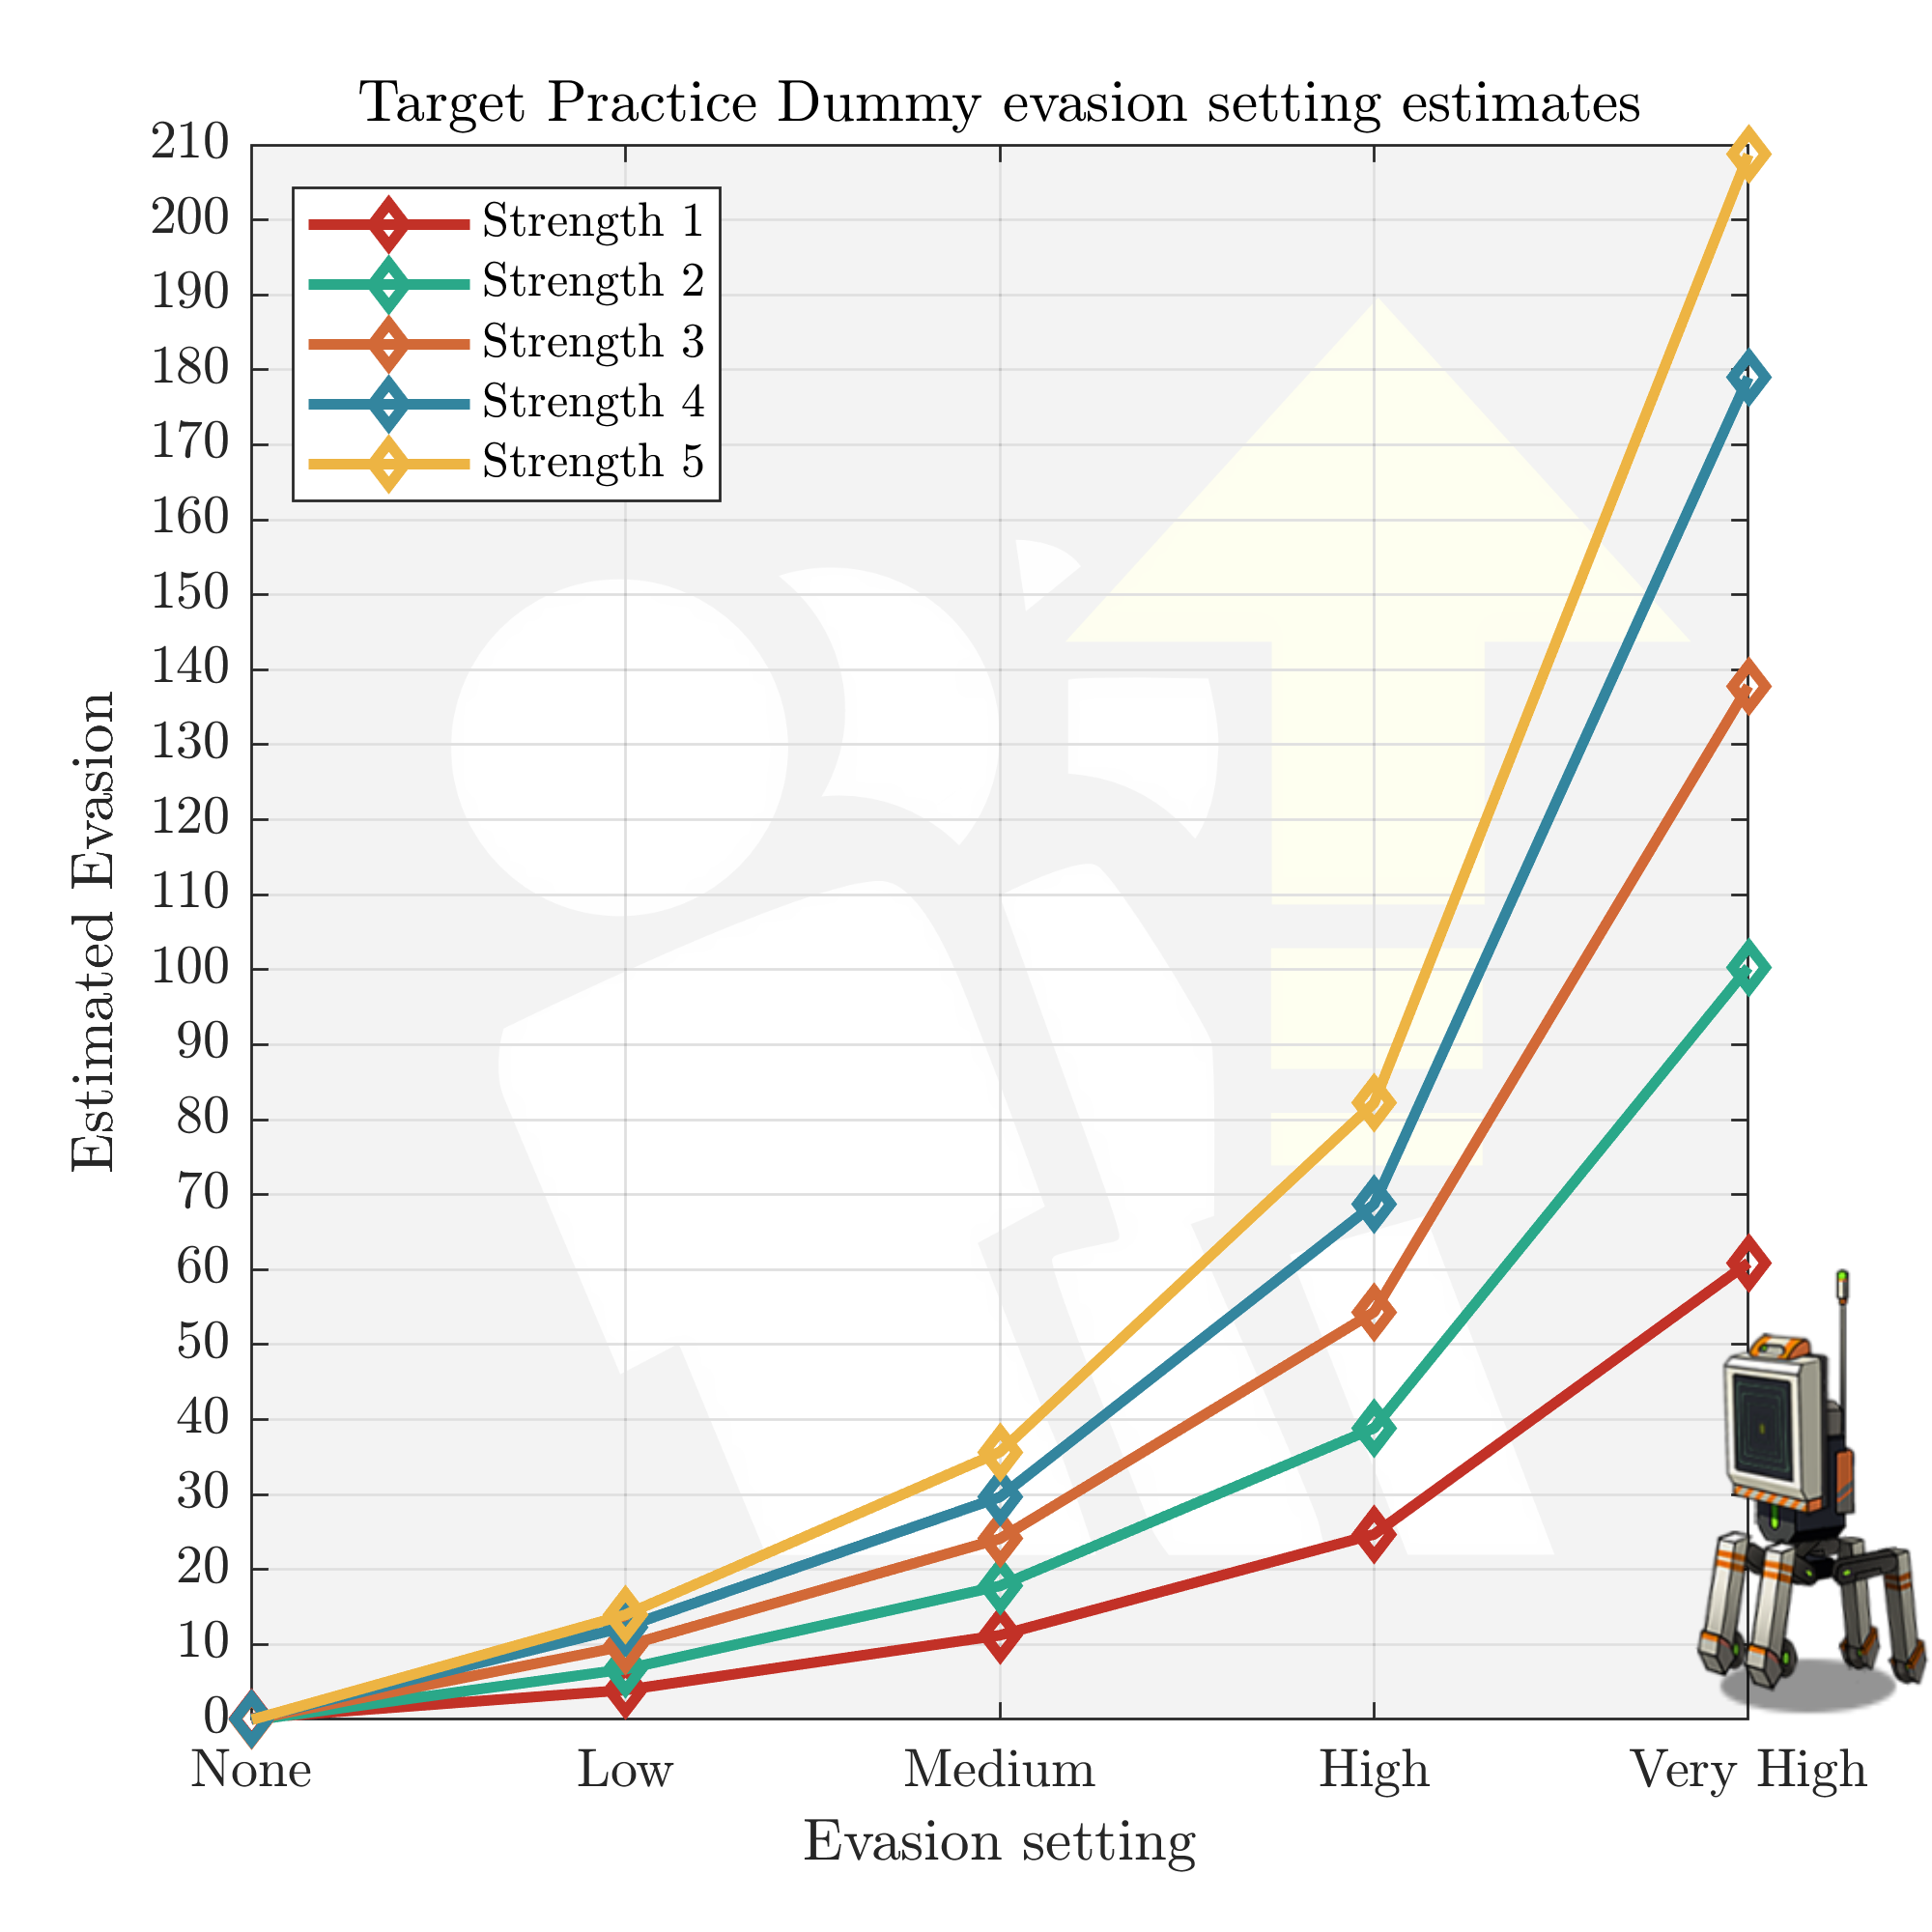 Target Practice Dummy evasion setting estimates
210
200
190
180
170
160
150
140
130
120
110
100
90
80
70
60
50
40
30
20
10
0
Strength 1
Strength 2
Strength 3
Strength 4
Strength 5
Estimated Evasion
None Low Medium High Very High
Evasion setting